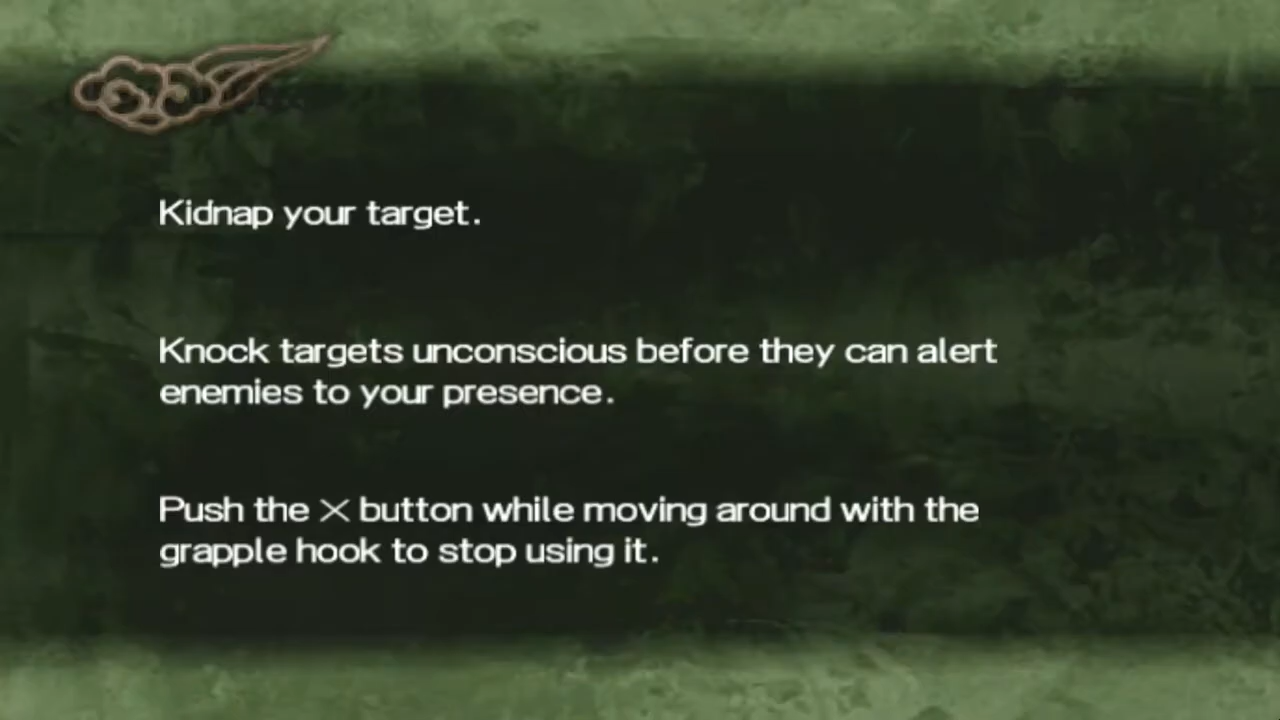 Kidnap your target.
Knock targets unconscious before they can alert
enemies to your presence.
Push the × button while moving around with the
grapple hook to stop using it.